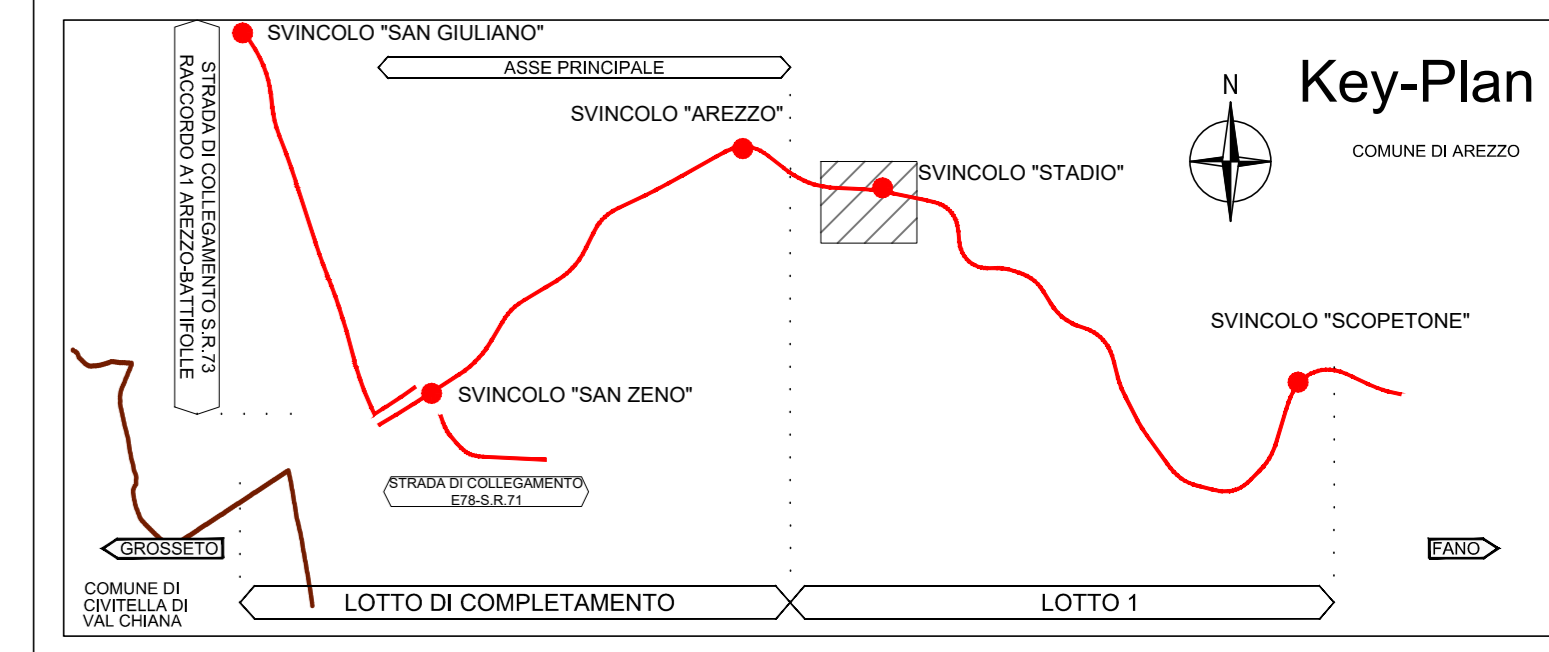 SVINCOLO "SAN GIULIANO"
STRADA DI COLLEGAMENTO S.R.73
RACCORDO A1 AREZZO-BATTIFOLLE
ASSE PRINCIPALE
SVINCOLO "AREZZO"
N
Key-Plan
COMUNE DI AREZZO
SVINCOLO "STADIO"
SVINCOLO "SCOPETONE"
SVINCOLO "SAN ZENO"
STRADA DI COLLEGAMENTO
E78-S.R.71
GROSSETO
FANO
COMUNE DI
CIVITELLA DI
VAL CHIANA
LOTTO DI COMPLETAMENTO
LOTTO 1